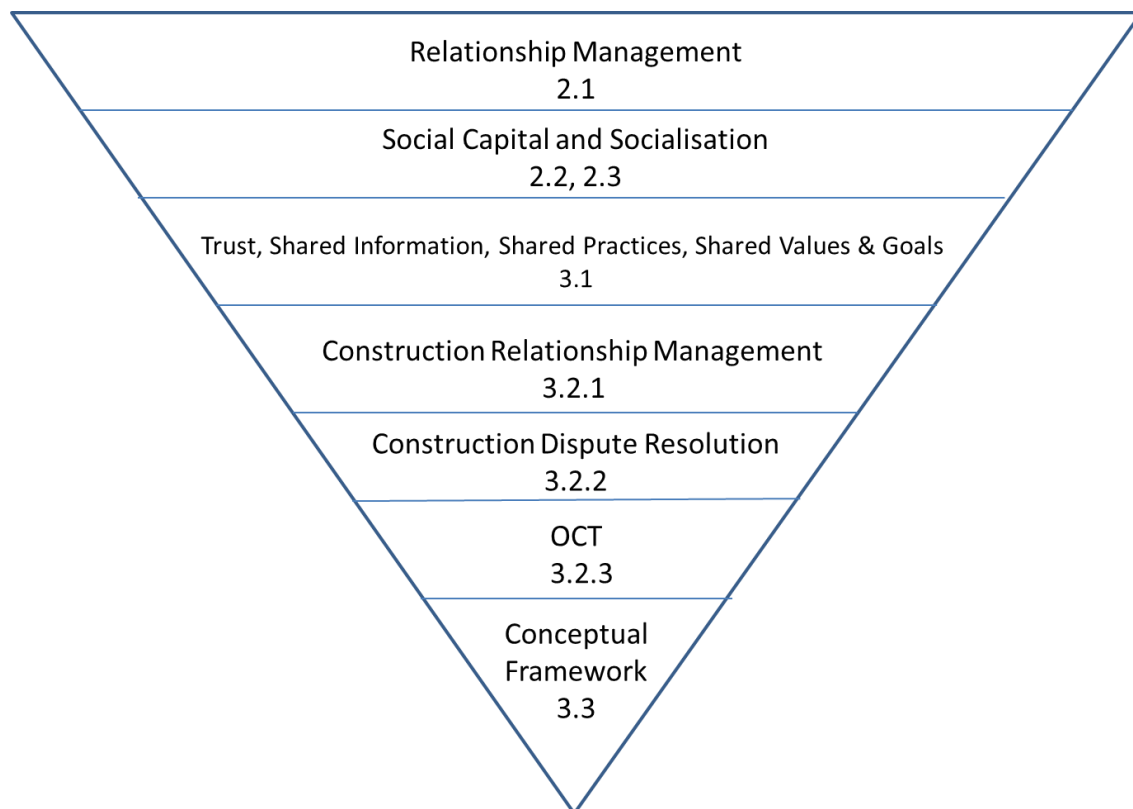 Relationship Management
2.1
Social Capital and Socialisation
2.2, 2.3
Trust, Shared Information, Shared Practices, Shared Values & Goals
3.1
Construction Relationship Management
3.2.1
Construction Dispute Resolution
3.2.2
OCT
3.2.3
Conceptual
Framework
3.3